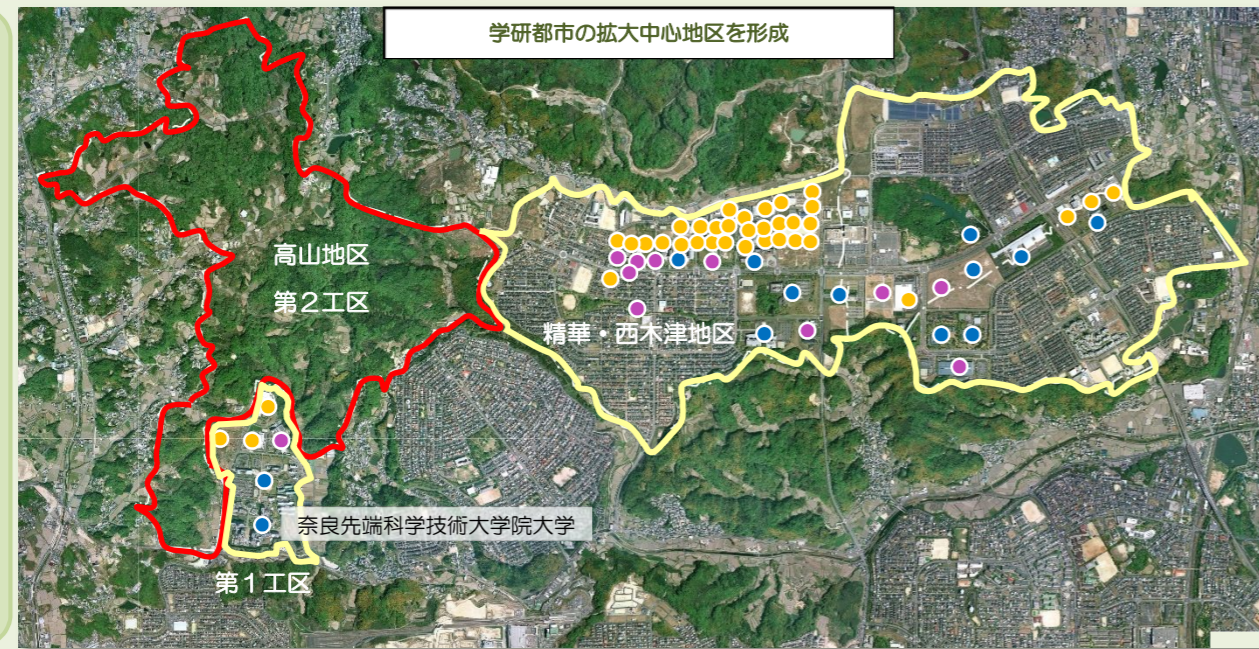 学研都市の拡大中心地区を形成
高山地区
第2工区
精華・西木津地区
奈良先端科学技術大学院大学
第1工区